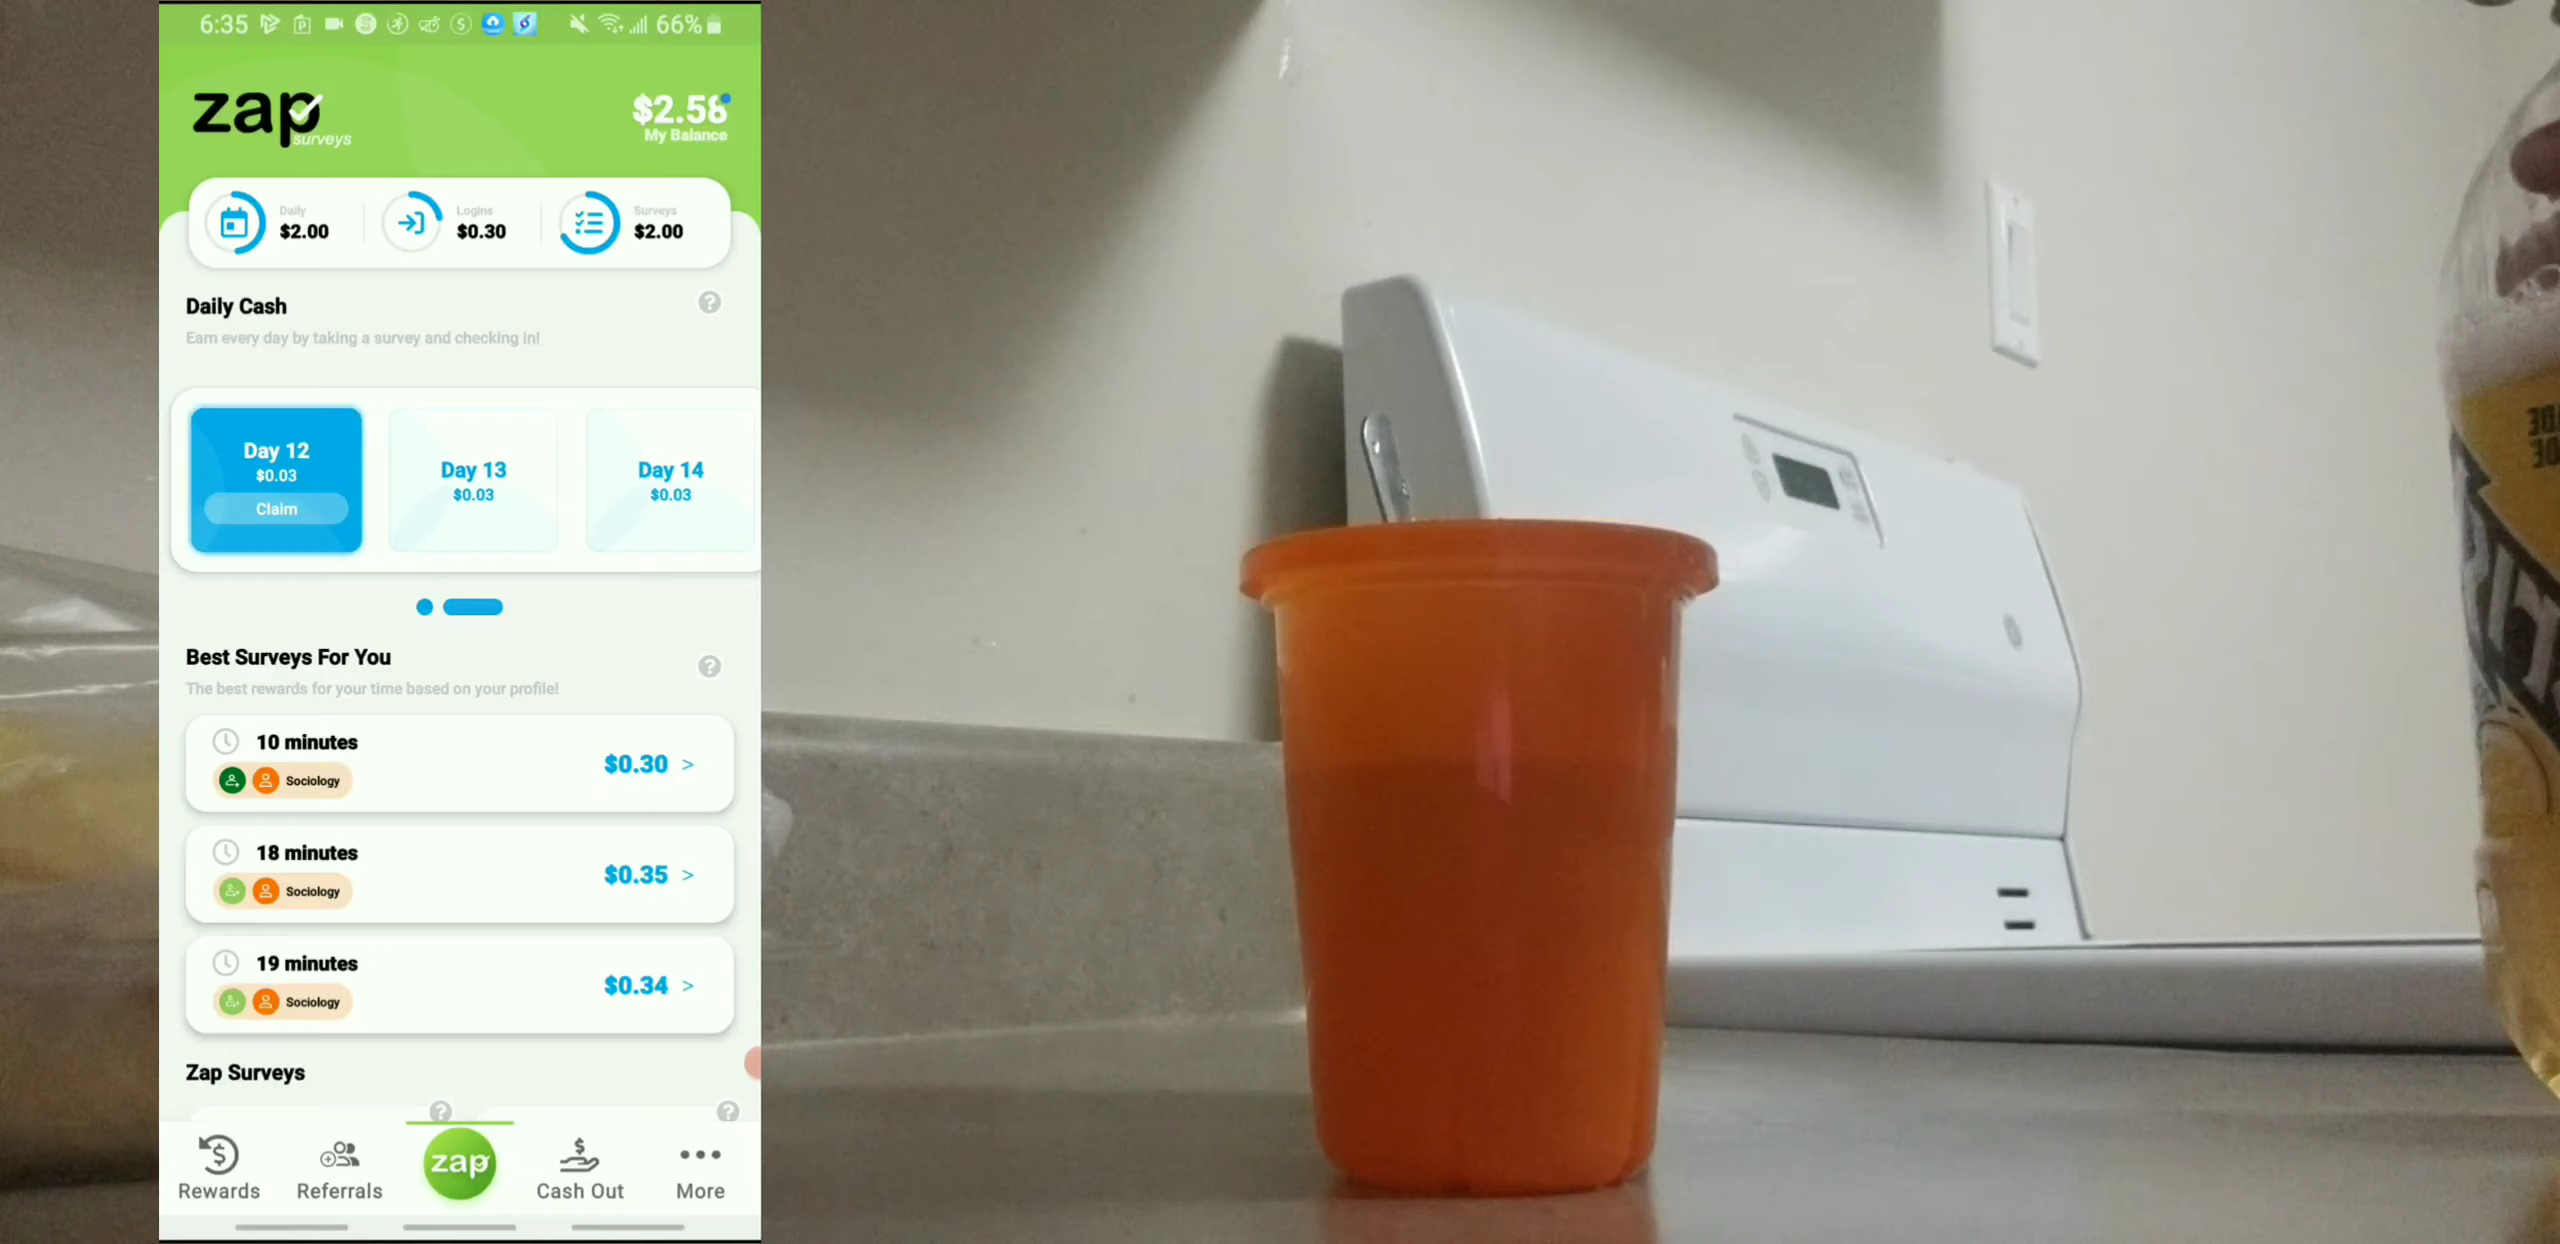 6:35
66%
zap
surveys
$2.58
My Balance
Daily
$2.00
Logins
$0.30
Surveys
$2.00
Daily Cash
Earn every day by taking a survey and checking in!
Day 12
$0.03
Claim
Day 13
$0.03
Day 14
$0.03
Best Surveys For You
The best rewards for your time based on your profile!
10 minutes
$0.30 >
Sociology
18 minutes
$0.35 >
Sociology
19 minutes
$0.34 >
Sociology
Zap Surveys
Rewards
Referrals
zap
Cash Out
More